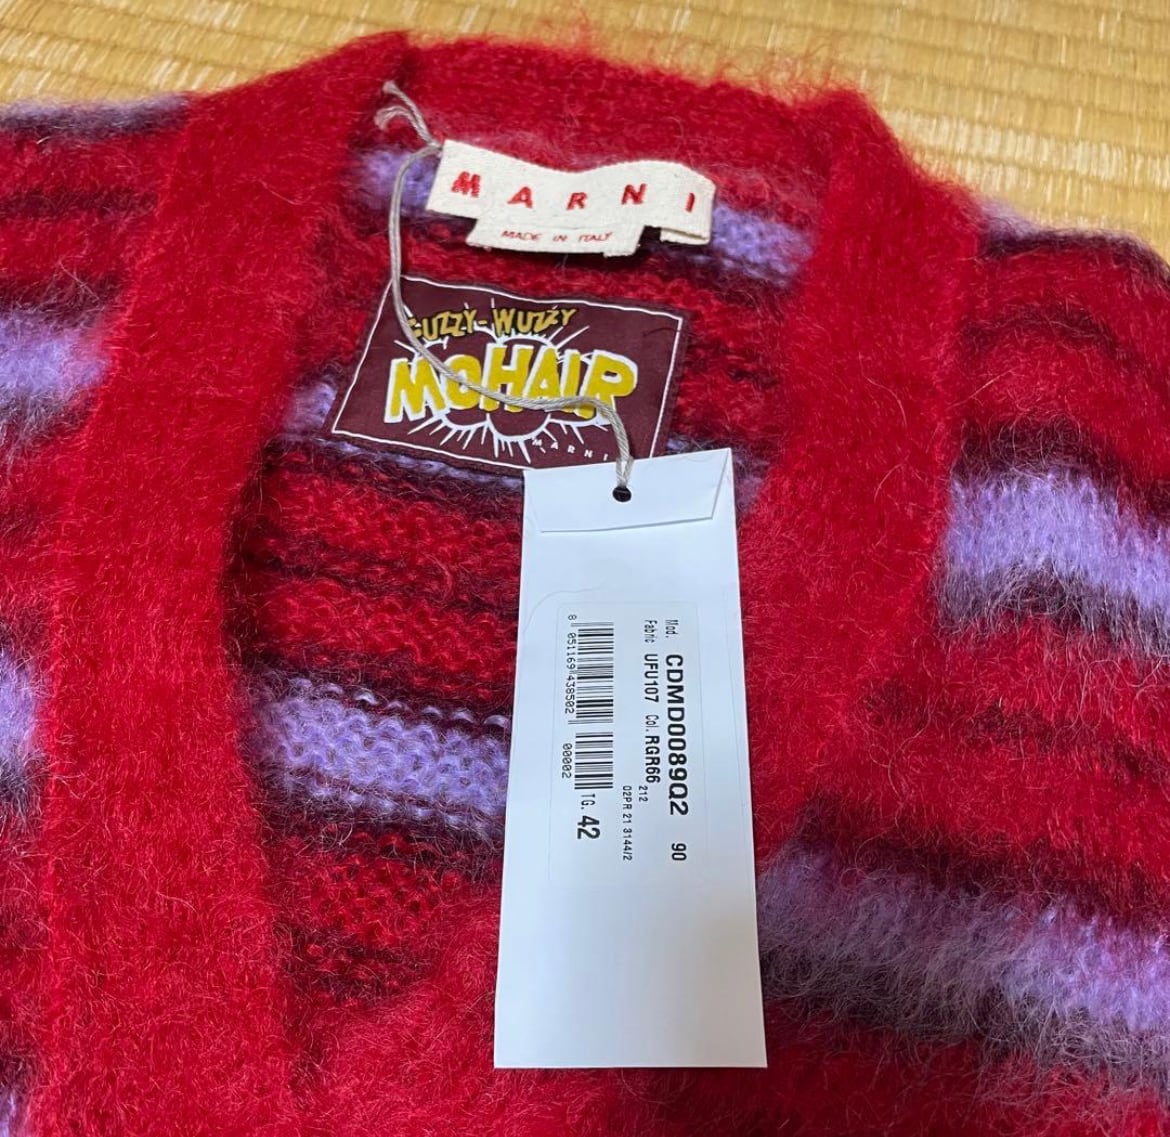 MARNI
MADE IN ITALY
FUZZY-WUZZY
MOHAIR
MARNI
Mod. CDMD0089Q2 90
Fabric UFU107 Col. RGR66
212
02PR 21 3144/2
TG. 42
8 051169 438502 00002